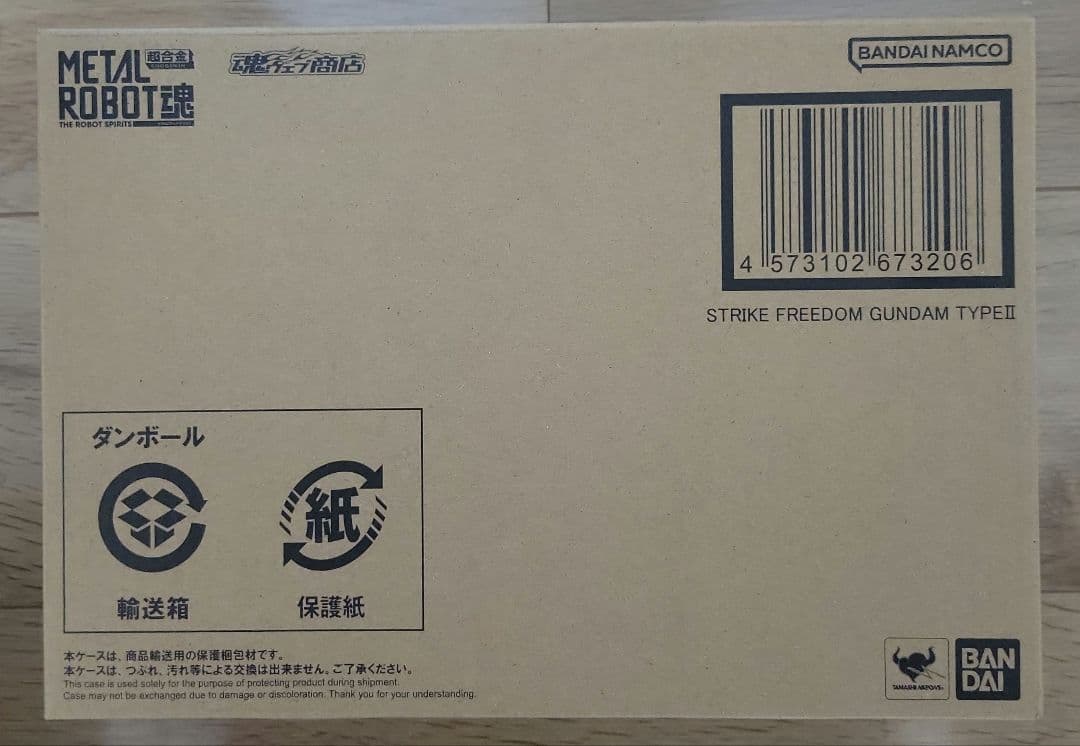 METAL 超合金
CHOGOKIN
ROBOT魂
THE ROBOT SPIRITS
魂ウェブ商店
BANDAI NAMCO
4 573102 673206
STRIKE FREEDOM GUNDAM TYPEⅡ
ダンボール
紙
輸送箱 保護紙
本ケースは、商品輸送用の保護梱包材です。
本ケースは、つぶれ、汚れ等による交換は出来ません。ご了承ください。
This case is used solely for the purpose of protecting product during shipment.
Case may not be exchanged due to damage or discoloration. Thank you for your understanding.
TAMASHII NATIONS
BAN
DAI